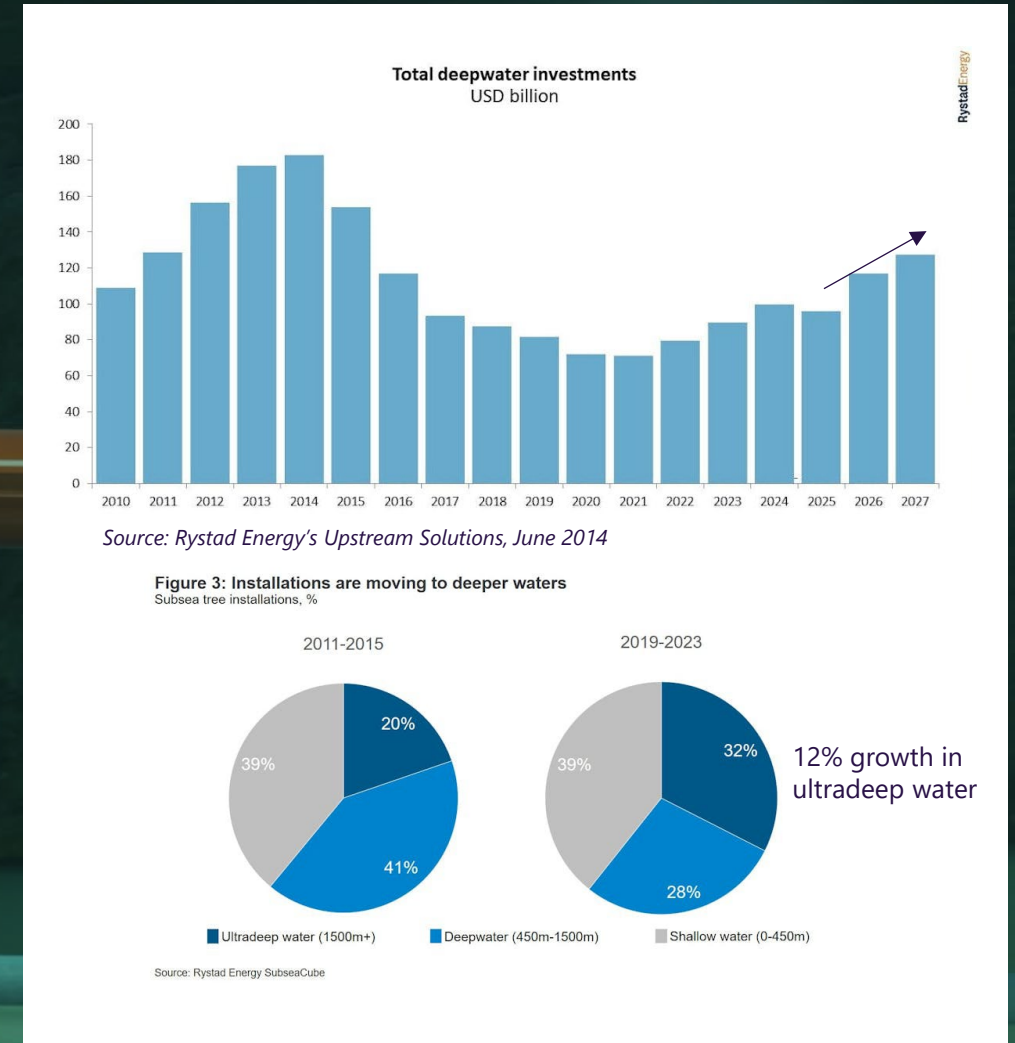 Total deepwater investments
USD billion
RystadEnergy
200
180
160
140
120
100
80
60
40
20
0
2010 2011 2012 2013 2014 2015 2016 2017 2018 2019 2020 2021 2022 2023 2024 2025 2026 2027
Source: Rystad Energy’s Upstream Solutions, June 2014
Figure 3: Installations are moving to deeper waters
Subsea tree installations, %
2011-2015
2019-2023
20%
39%
41%
32%
39%
28%
12% growth in
ultradeep water
Ultradeep water (1500m+) Deepwater (450m-1500m) Shallow water (0-450m)
Source: Rystad Energy SubseaCube